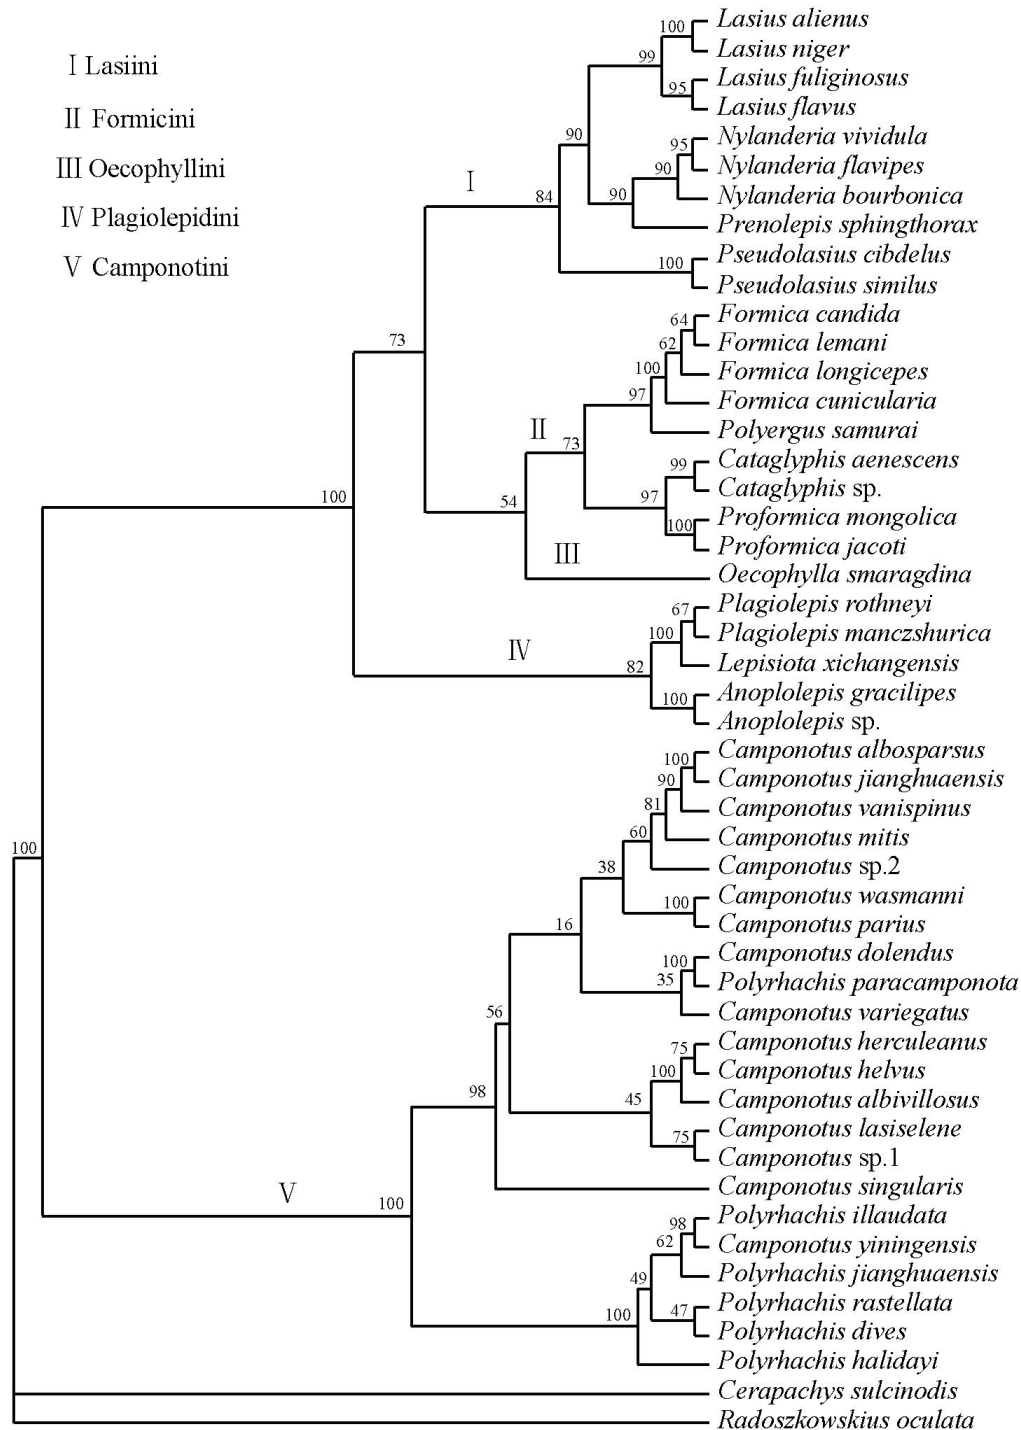 I Lasiini
II Formicini
III Oecophyllini
IV Plagiolepidini
V Camponotini
Lasius alienus
100
Lasius niger
99
Lasius fuliginosus
95
Lasius flavus
90
Nylanderia vividula
95
Nylanderia flavipes
90
Nylanderia bourbonica
I
84
90
Prenolepis sphingthorax
Pseudolasius cibdelus
100
Pseudolasius similus
Formica candida
64
Formica lemani
73
62
Formica longicepes
100
97
Formica cunicularia
Polyergus samurai
II
73
Cataglyphis aenescens
99
Cataglyphis sp.
100
54
97
Proformica mongolica
100
Proformica jacoti
III
Oecophylla smaragdina
Plagiolepis rothneyi
67
Plagiolepis manczshurica
100
IV
82
Lepisiota xichangensis
Anoplolepis gracilipes
100
Anoplolepis sp.
Camponotus albosparsus
100
Camponotus jianghuaensis
90
Camponotus vanispinus
81
Camponotus mitis
60
100
Camponotus sp.2
38
Camponotus wasmanni
100
Camponotus parius
16
Camponotus dolendus
100
Polyrhachis paracamponota
35
Camponotus variegatus
56
Camponotus herculeanus
75
Camponotus helvus
100
Camponotus albivillosus
98
45
Camponotus lasiselene
75
Camponotus sp.1
V
100
Camponotus singularis
Polyrhachis illaudata
98
Camponotus yiningensis
62
Polyrhachis jianghuaensis
49
Polyrhachis rastellata
100
47
Polyrhachis dives
Polyrhachis halidayi
Cerapachys sulcinodis
Radoszkowskius oculata